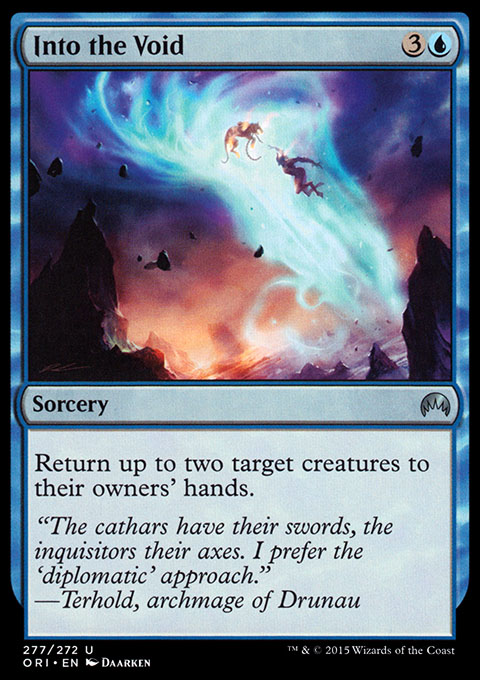 Into the Void 3
Sorcery
Return up to two target creatures to
their owners’ hands.
“The cathars have their swords, the
inquisitors their axes. I prefer the
‘diplomatic’ approach.”
—Terhold, archmage of Drunau
277/272 U
ORI • EN Daarken
™ & © 2015 Wizards of the Coast